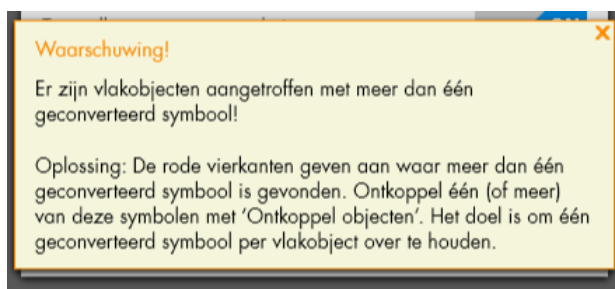 Waarschuwing!
Er zijn vlakobjecten aangetroffen met meer dan één
geconverteerd symbool!
Oplossing: De rode vierkanten geven aan waar meer dan één
geconverteerd symbool is gevonden. Ontkoppel één (of meer)
van deze symbolen met 'Ontkoppel objecten'. Het doel is om één
geconverteerd symbool per vlakobject over te houden.